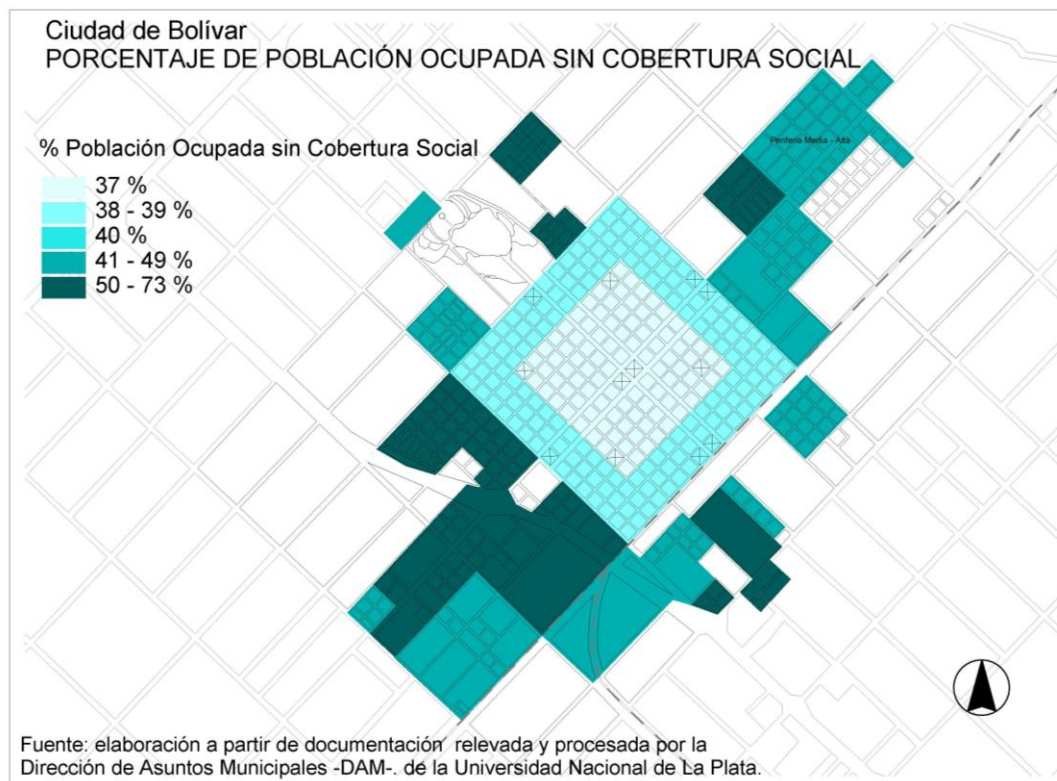 Ciudad de Bolívar
PORCENTAJE DE POBLACIÓN OCUPADA SIN COBERTURA SOCIAL
% Población Ocupada sin Cobertura Social
37 %
38 - 39 %
40 %
41 - 49 %
50 - 73 %
Periferia Media - Alta
Fuente: elaboración a partir de documentación relevada y procesada por la
Dirección de Asuntos Municipales -DAM-. de la Universidad Nacional de La Plata.